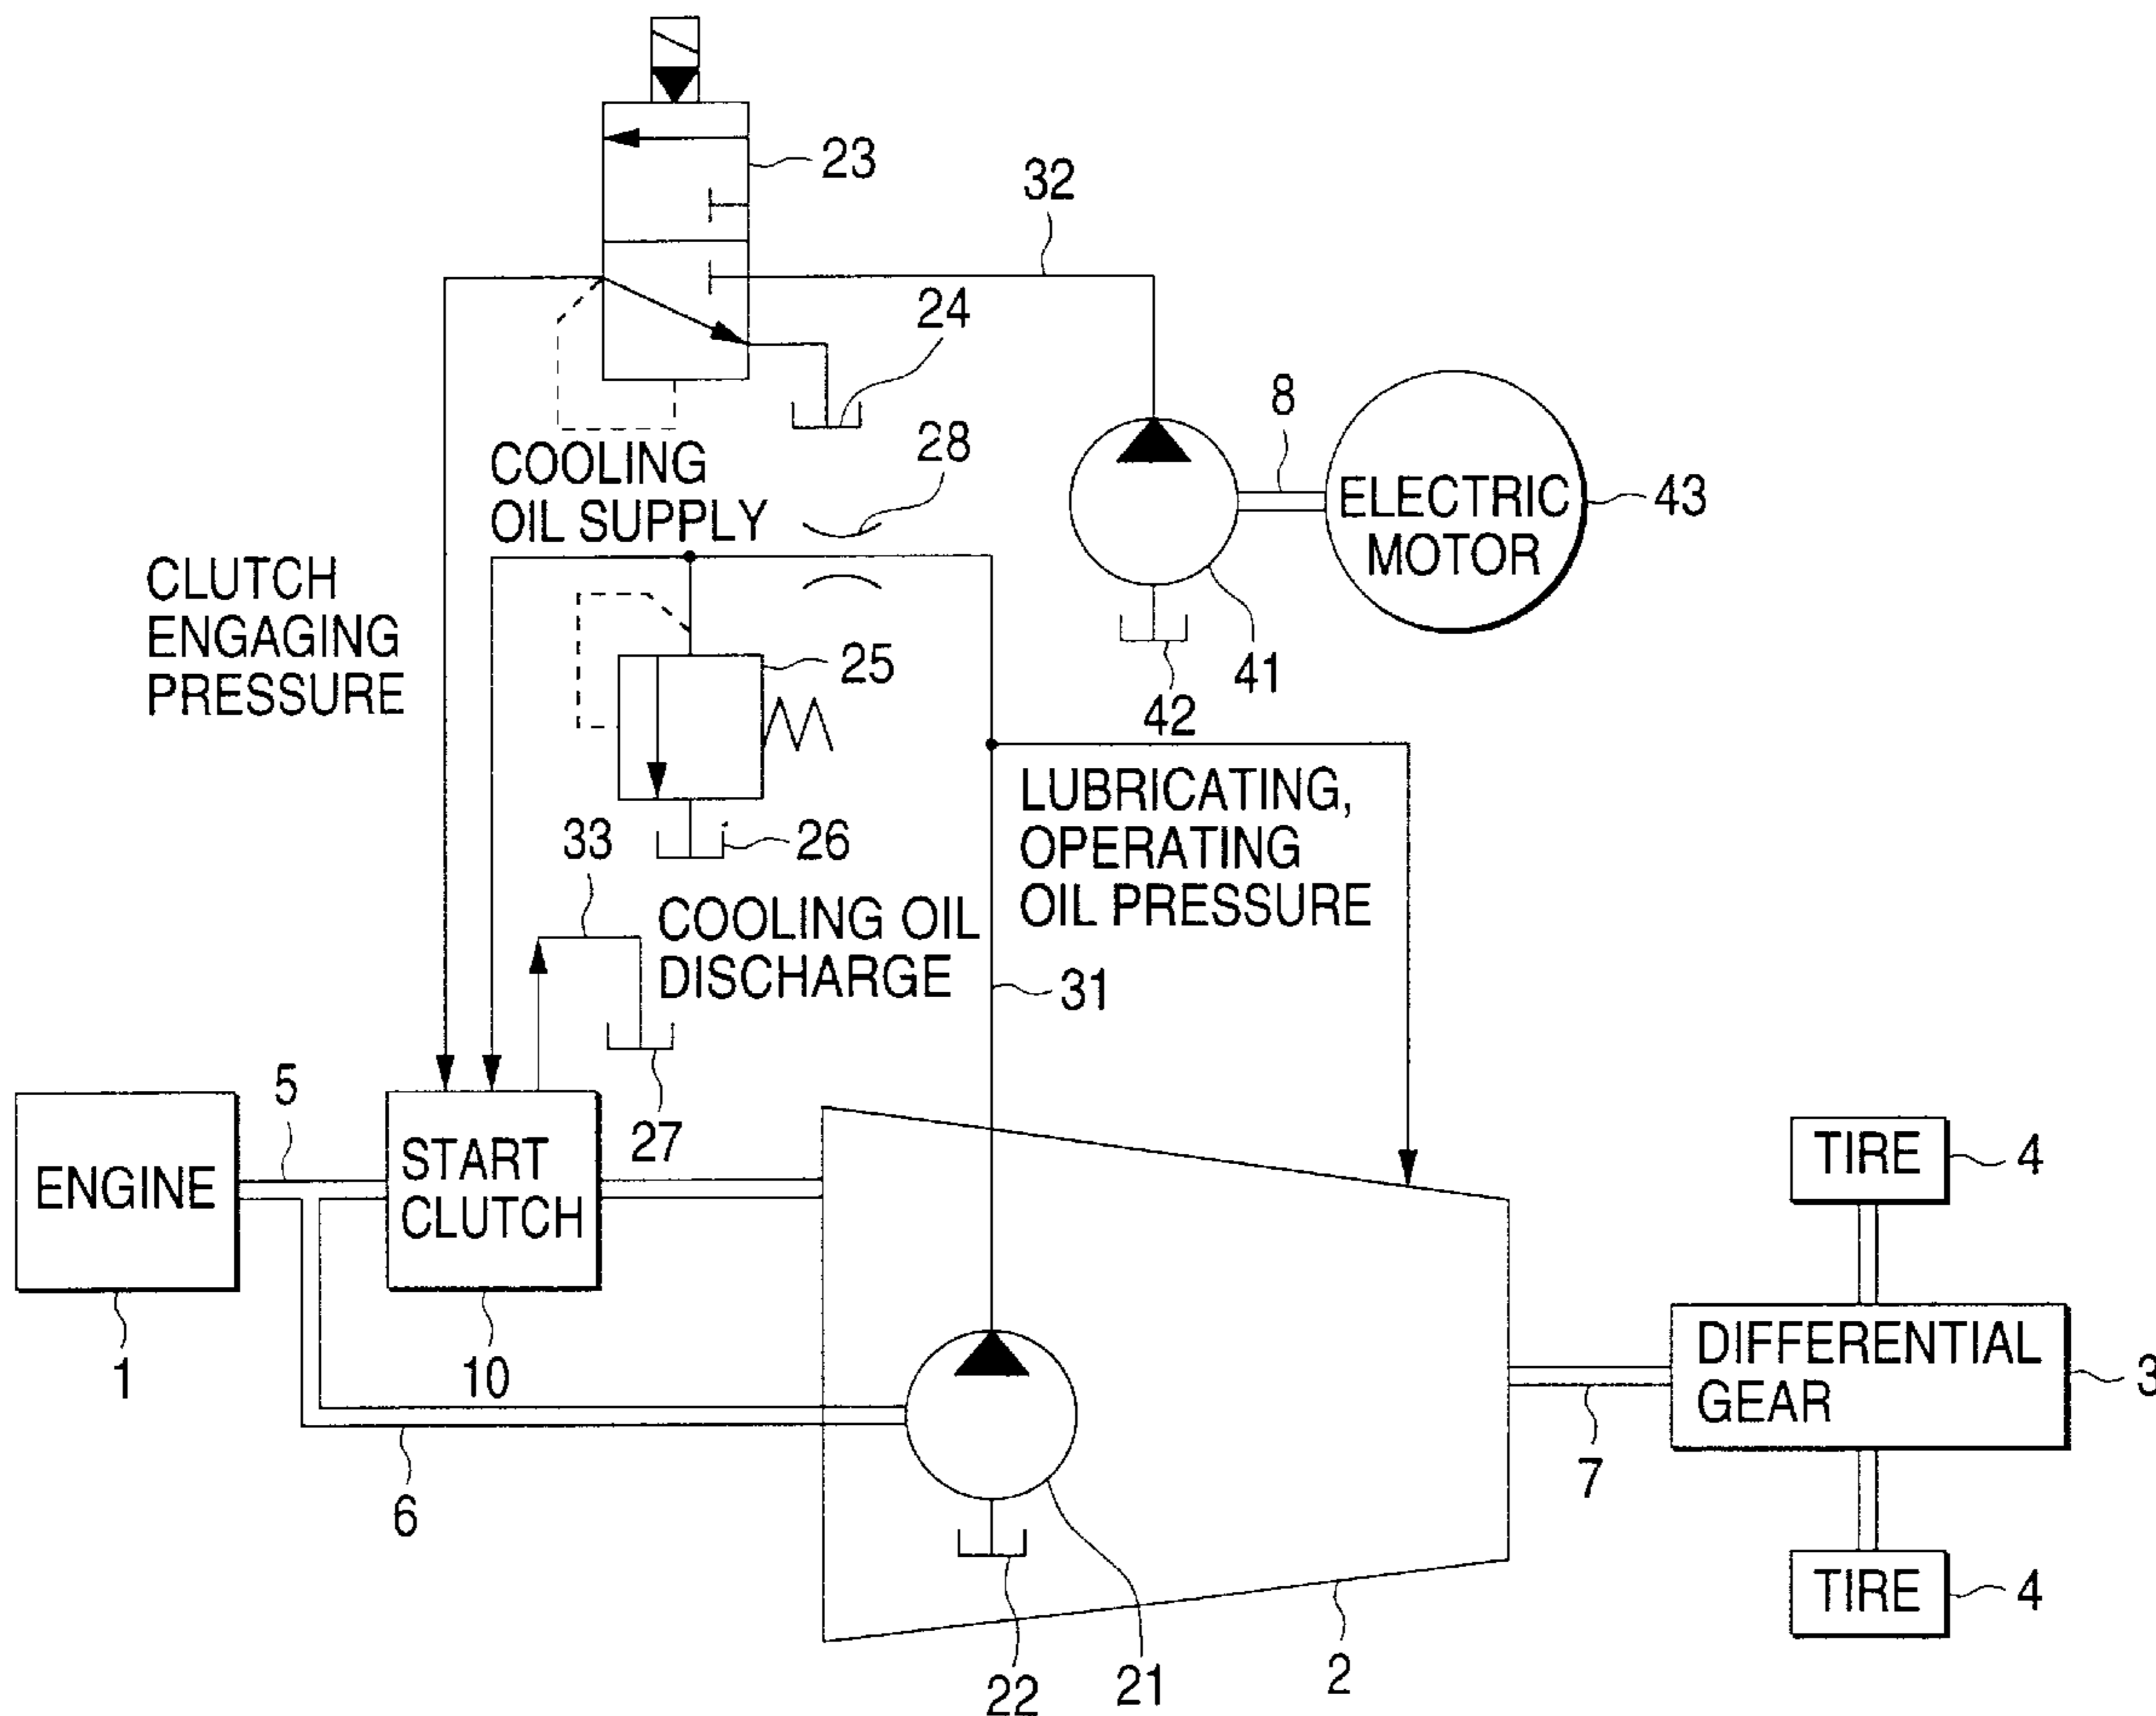 23
32
24
8
28
COOLING
OIL SUPPLY
ELECTRIC
MOTOR
43
CLUTCH
ENGAGING
PRESSURE
25
41
42
LUBRICATING,
OPERATING
OIL PRESSURE
33
26
COOLING OIL
DISCHARGE
31
5
27
ENGINE
START
CLUTCH
TIRE
4
1
10
DIFFERENTIAL
GEAR
3
6
7
TIRE
4
22
21
2